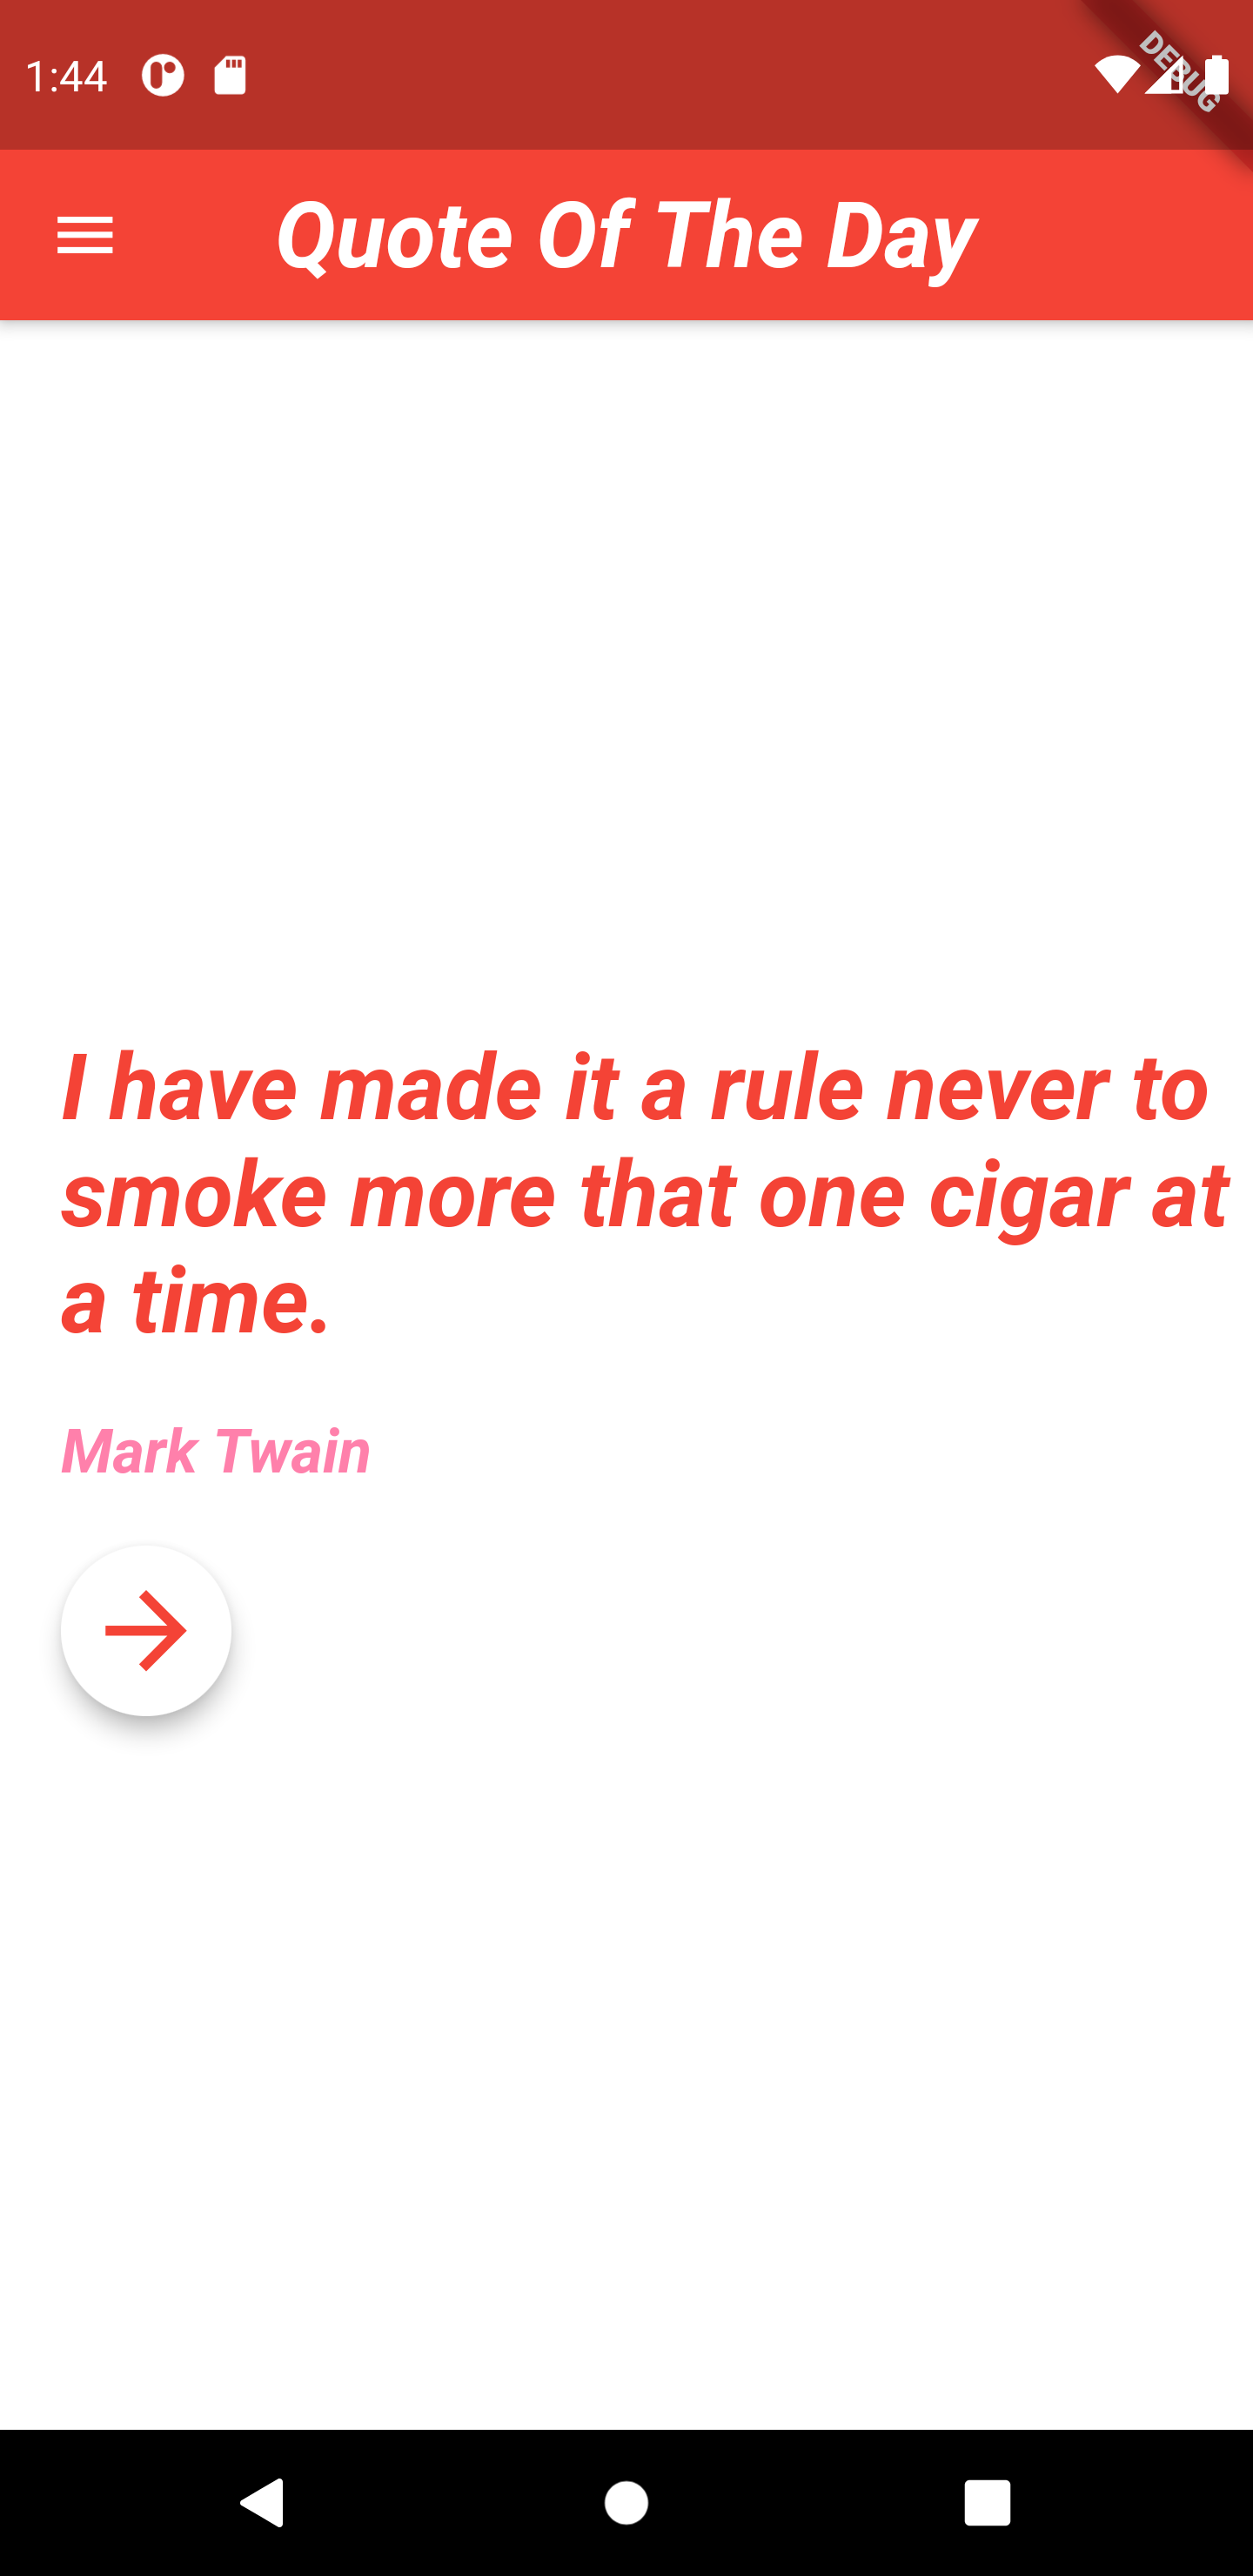 1:44
DEBUG
Quote Of The Day
I have made it a rule never to
smoke more that one cigar at
a time.
Mark Twain